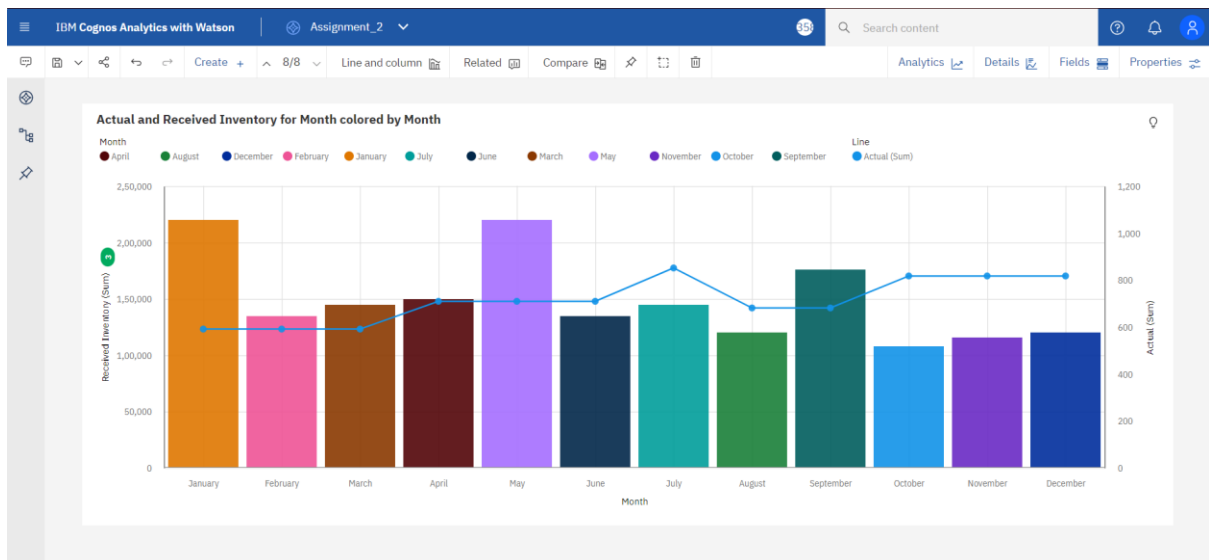 IBM Cognos Analytics with Watson
Assignment_2
358
Search content
Create +
8/8
Line and column
Related
Compare
Analytics
Details
Fields
Properties
Actual and Received Inventory for Month colored by Month
Month
Line
April
August
December
February
January
July
June
March
May
November
October
September
Actual (Sum)
2,50,000
2,00,000
1,50,000
1,00,000
50,000
0
Received Inventory (Sum)
3
1,200
1,000
800
600
400
200
0
Actual (Sum)
January
February
March
April
May
June
July
August
September
October
November
December
Month